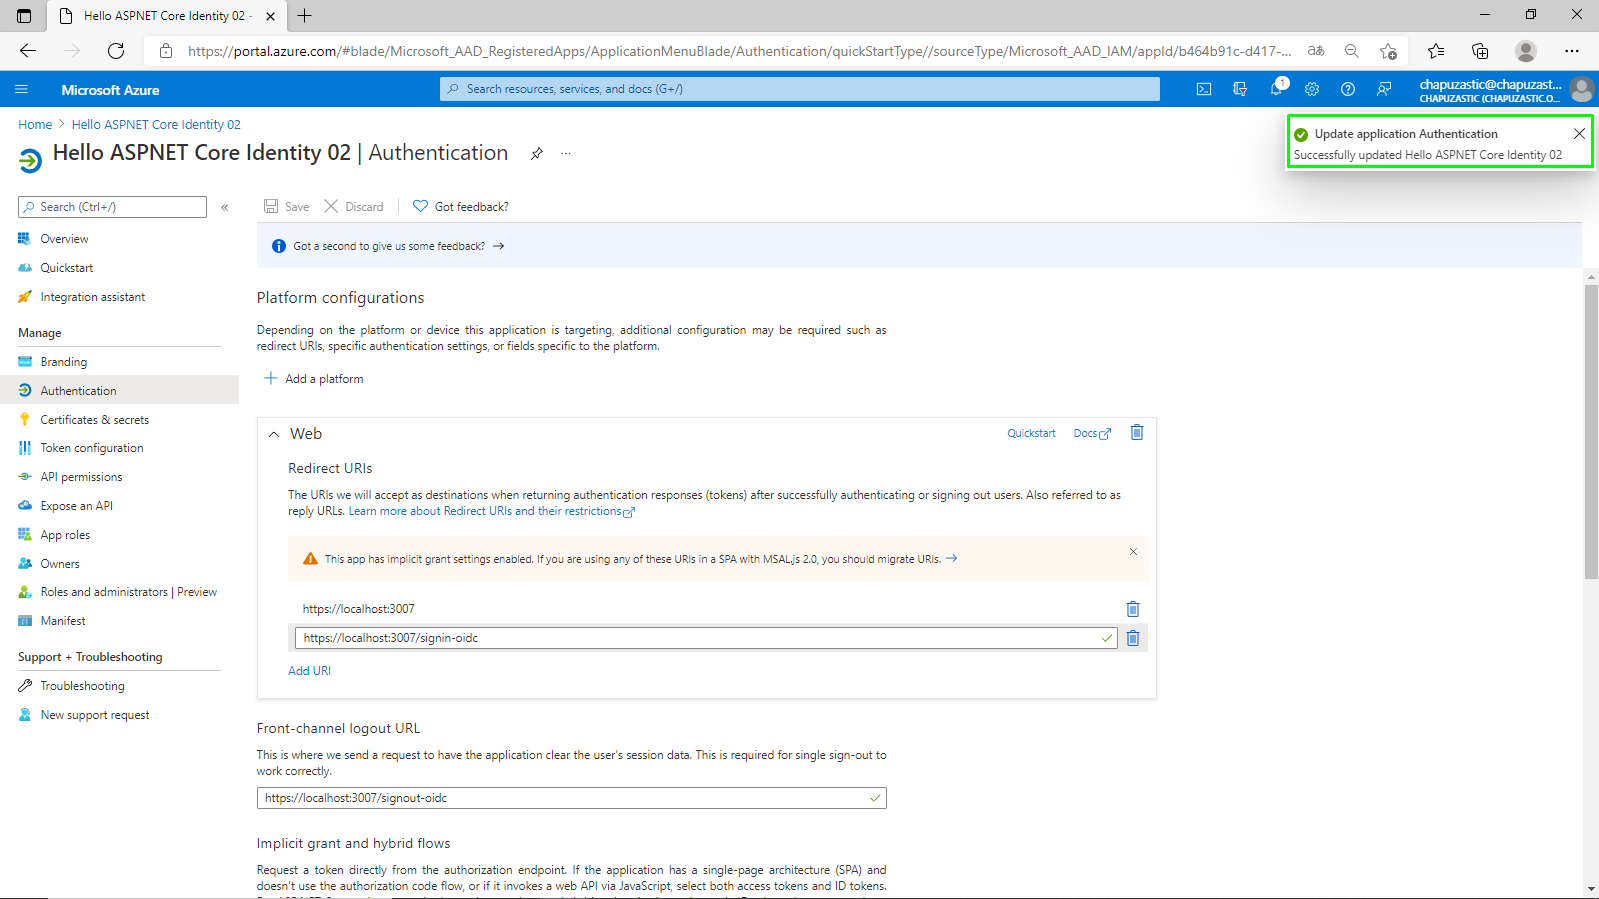 Hello ASPNET Core Identity 02 -
https://portal.azure.com/#blade/Microsoft_AAD_RegisteredApps/ApplicationMenuBlade/Authentication/quickStartType//sourceType/Microsoft_AAD_IAM/appId/b464b91c-d417-...
Microsoft Azure
Search resources, services, and docs (G+/)
1
chapuzastic@chapuzast...
CHAPUZASTIC (CHAPUZASTIC.O...
Home > Hello ASPNET Core Identity 02
Hello ASPNET Core Identity 02 | Authentication
Update application Authentication
Successfully updated Hello ASPNET Core Identity 02
Search (Ctrl+/)
Overview
Quickstart
Integration assistant
Manage
Branding
Authentication
Certificates & secrets
Token configuration
API permissions
Expose an API
App roles
Owners
Roles and administrators | Preview
Manifest
Support + Troubleshooting
Troubleshooting
New support request
Save Discard Got feedback?
Got a second to give us some feedback?
Platform configurations
Depending on the platform or device this application is targeting, additional configuration may be required such as
redirect URIs, specific authentication settings, or fields specific to the platform.
Add a platform
Web Quickstart Docs
Redirect URIs
The URIs we will accept as destinations when returning authentication responses (tokens) after successfully authenticating or signing out users. Also referred to as
reply URLs. Learn more about Redirect URIs and their restrictions
This app has implicit grant settings enabled. If you are using any of these URIs in a SPA with MSAL.js 2.0, you should migrate URIs.
https://localhost:3007
https://localhost:3007/signin-oidc
Add URI
Front-channel logout URL
This is where we send a request to have the application clear the user's session data. This is required for single sign-out to
work correctly.
https://localhost:3007/signout-oidc
Implicit grant and hybrid flows
Request a token directly from the authorization endpoint. If the application has a single-page architecture (SPA) and
doesn't use the authorization code flow, or if it invokes a web API via JavaScript, select both access tokens and ID tokens.